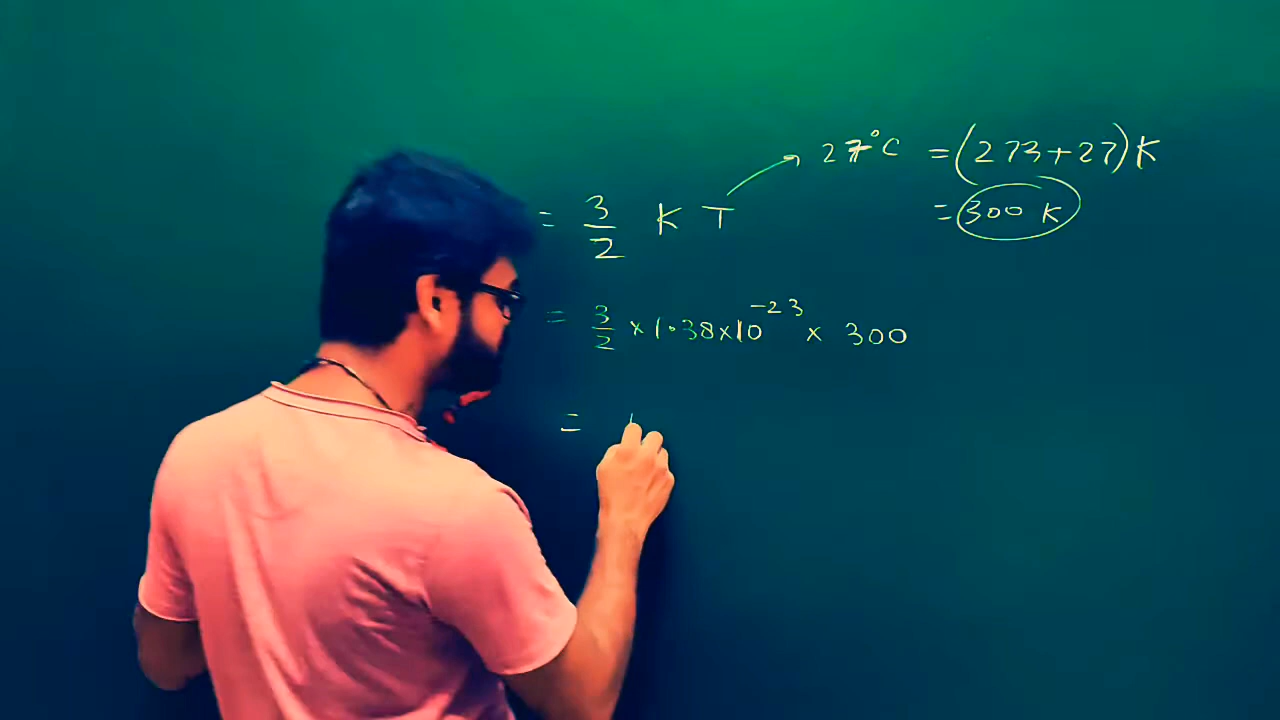 27°C = (273+27)K
= 300 K
= 3/2 K T
= 3/2 × 1.38×10⁻²³ × 300
=